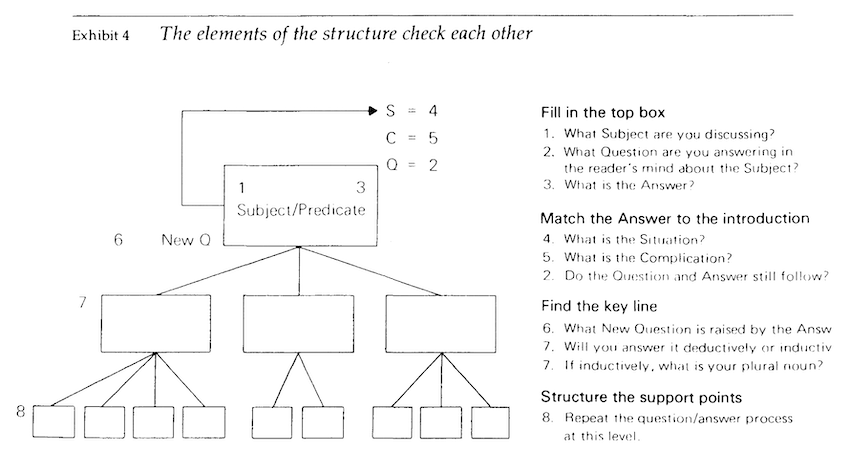 Exhibit 4 The elements of the structure check each other
S = 4
C = 5
Q = 2
1 3
Subject/Predicate
6 New Q
7
8
Fill in the top box
1. What Subject are you discussing?
2. What Question are you answering in
the reader's mind about the Subject?
3. What is the Answer?
Match the Answer to the introduction
4. What is the Situation?
5. What is the Complication?
2. Do the Question and Answer still follow?
Find the key line
6. What New Question is raised by the Answ
7. Will you answer it deductively or inductiv
7. If inductively, what is your plural noun?
Structure the support points
8. Repeat the question/answer process
at this level.